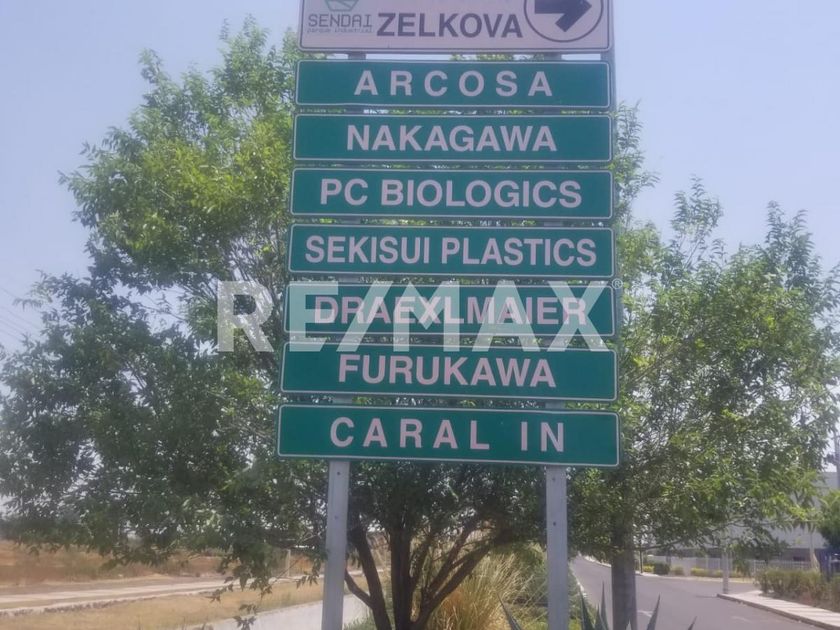 SENDAI
parque industrial
ZELKOVA
ARCOSA
NAKAGAWA
PC BIOLOGICS
SEKISUI PLASTICS
DRAEXLMAIER
RE/MAX
FURUKAWA
CARAL IN